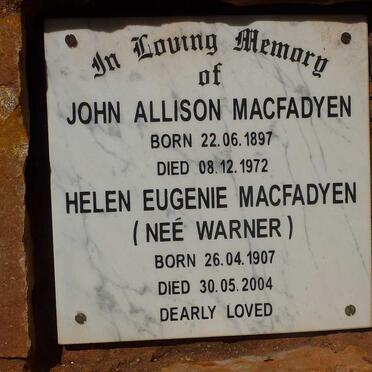 In Loving Memory
of
JOHN ALLISON MACFADYEN
BORN 22.06.1897
DIED 08.12.1972
HELEN EUGENIE MACFADYEN
( NEÉ WARNER )
BORN 26.04.1907
DIED 30.05.2004
DEARLY LOVED